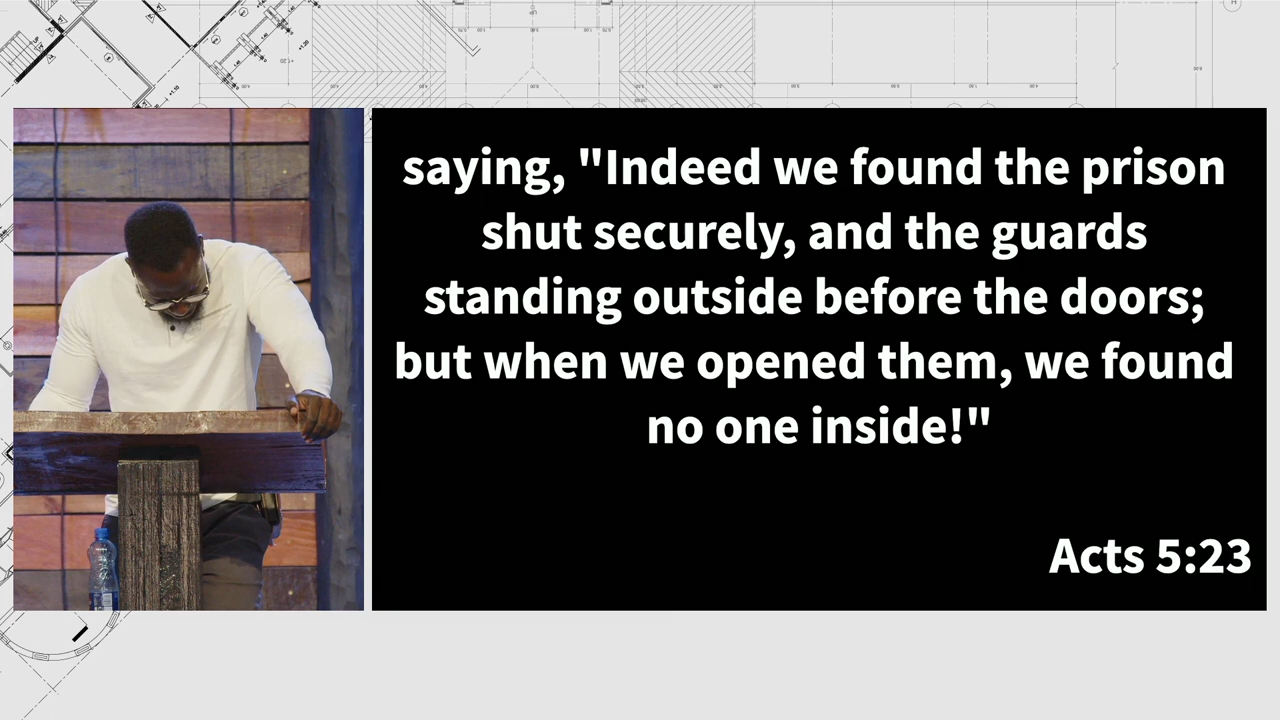 saying, "Indeed we found the prison
shut securely, and the guards
standing outside before the doors;
but when we opened them, we found
no one inside!"
Acts 5:23